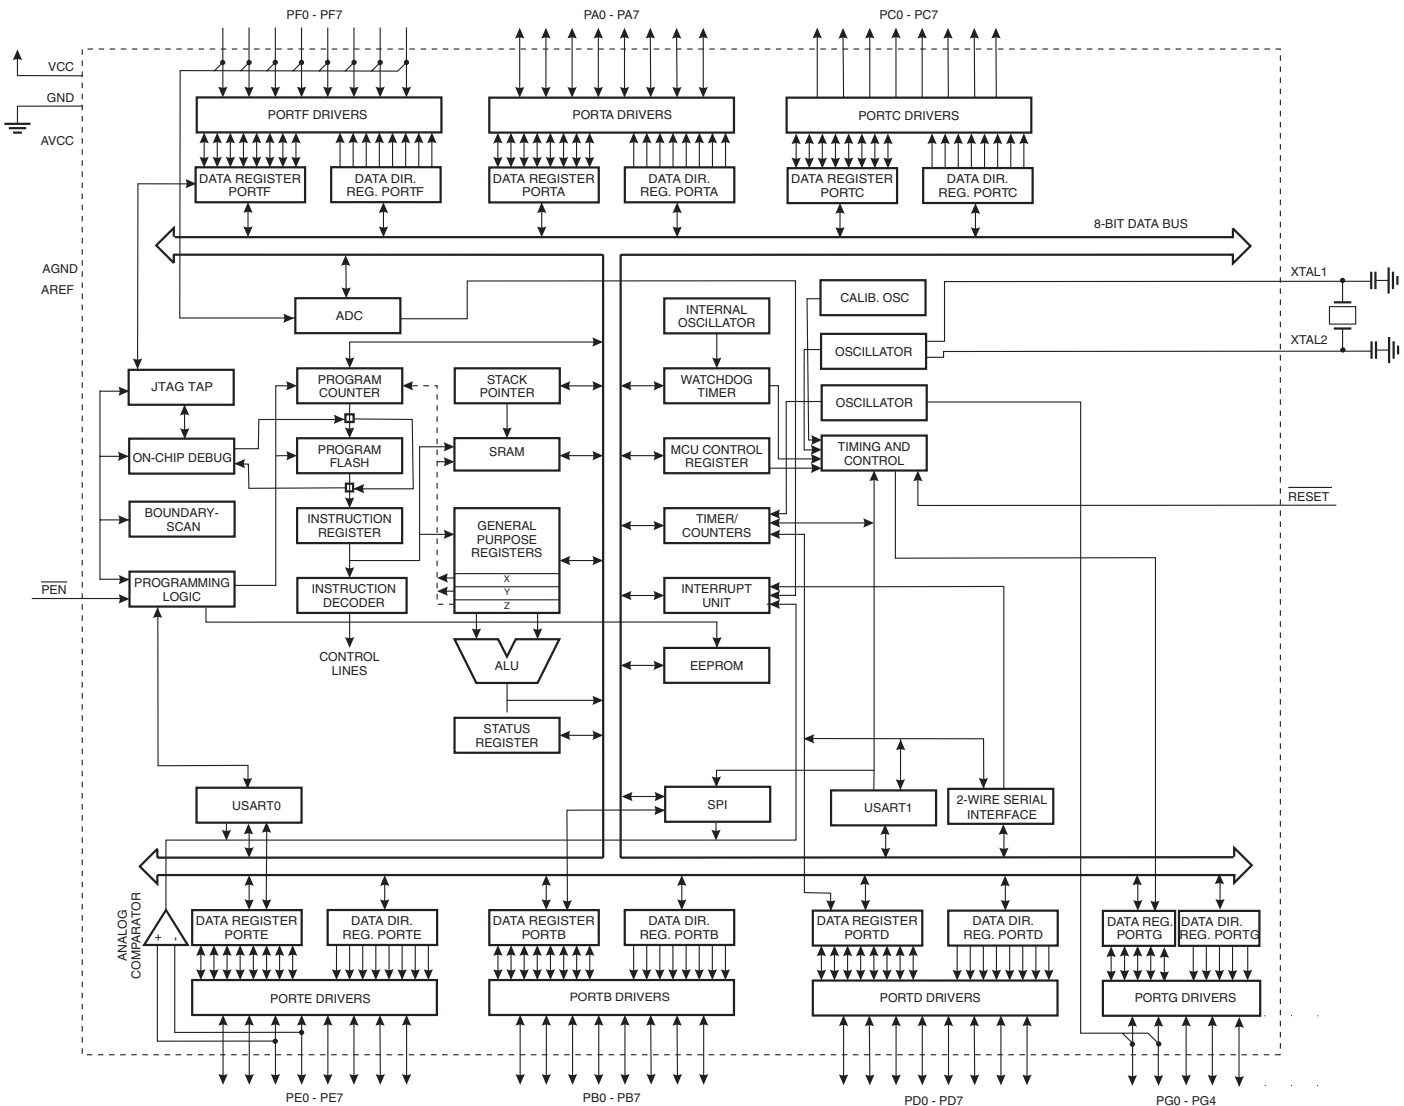 PF0 - PF7
PA0 - PA7
PC0 - PC7
VCC
GND
AVCC
PORTF DRIVERS
PORTA DRIVERS
PORTC DRIVERS
DATA REGISTER
PORTF
DATA DIR.
REG. PORTF
DATA REGISTER
PORTA
DATA DIR.
REG. PORTA
DATA REGISTER
PORTC
DATA DIR.
REG. PORTC
8-BIT DATA BUS
AGND
AREF
XTAL1
XTAL2
ADC
INTERNAL
OSCILLATOR
CALIB. OSC
OSCILLATOR
JTAG TAP
PROGRAM
COUNTER
STACK
POINTER
WATCHDOG
TIMER
OSCILLATOR
ON-CHIP DEBUG
PROGRAM
FLASH
SRAM
MCU CONTROL
REGISTER
TIMING AND
CONTROL
RESET
BOUNDARY-
SCAN
INSTRUCTION
REGISTER
GENERAL
PURPOSE
REGISTERS
X
Y
Z
TIMER/
COUNTERS
PEN
PROGRAMMING
LOGIC
INSTRUCTION
DECODER
INTERRUPT
UNIT
CONTROL
LINES
ALU
EEPROM
STATUS
REGISTER
USART0
SPI
USART1
2-WIRE SERIAL
INTERFACE
ANALOG
COMPARATOR
+
-
DATA REGISTER
PORTE
DATA DIR.
REG. PORTE
DATA REGISTER
PORTB
DATA DIR.
REG. PORTB
DATA REGISTER
PORTD
DATA DIR.
REG. PORTD
DATA REG.
PORTG
DATA DIR.
REG. PORTG
PORTE DRIVERS
PORTB DRIVERS
PORTD DRIVERS
PORTG DRIVERS
PE0 - PE7
PB0 - PB7
PD0 - PD7
PG0 - PG4